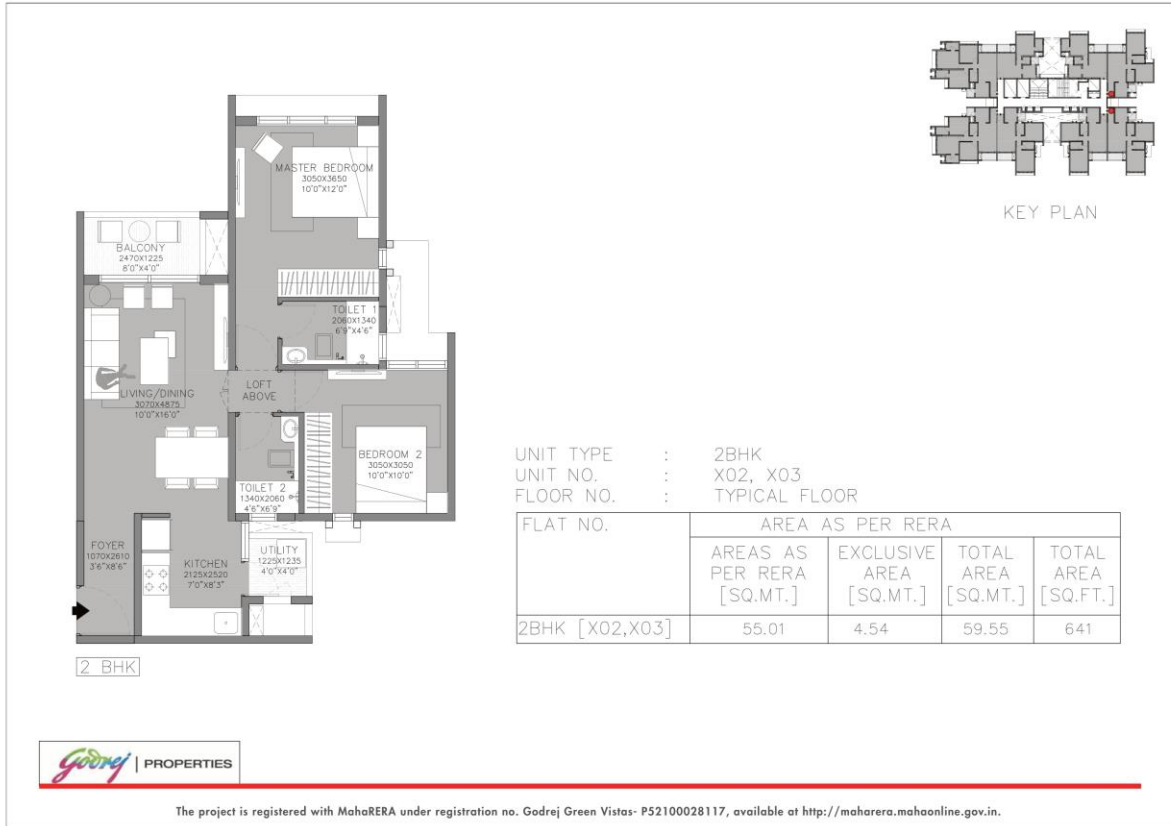 KEY PLAN
MASTER BEDROOM
3050X3650
10'0"X12'0"
BALCONY
2470X1225
8'0"X4'0"
TOILET 1
2060X1340
6'9"X4'6"
LIVING/DINING
3070X4875
10'0"X16'0"
LOFT
ABOVE
BEDROOM 2
3050X3050
10'0"X10'0"
TOILET 2
1340X2060
4'6"X6'9"
FOYER
1070X2610
3'6"X8'6"
KITCHEN
2125X2520
7'0"X8'3"
UTILITY
1225X1235
4'0"X4'0"
2 BHK
UNIT TYPE : 2BHK
UNIT NO. : X02, X03
FLOOR NO. : TYPICAL FLOOR
FLAT NO.
AREA AS PER RERA
AREAS AS PER RERA [SQ.MT.]
EXCLUSIVE AREA [SQ.MT.]
TOTAL AREA [SQ.MT.]
TOTAL AREA [SQ.FT.]
2BHK [X02,X03] 55.01 4.54 59.55 641
Godrej | PROPERTIES
The project is registered with MahaRERA under registration no. Godrej Green Vistas- P52100028117, available at http://maharera.mahaonline.gov.in.